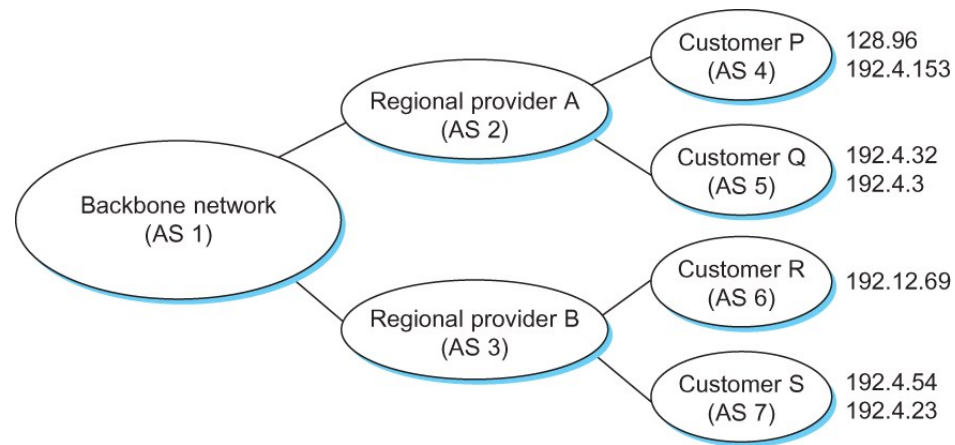 Backbone network
(AS 1)
Regional provider A
(AS 2)
Regional provider B
(AS 3)
Customer P
(AS 4)
128.96
192.4.153
Customer Q
(AS 5)
192.4.32
192.4.3
Customer R
(AS 6)
192.12.69
Customer S
(AS 7)
192.4.54
192.4.23